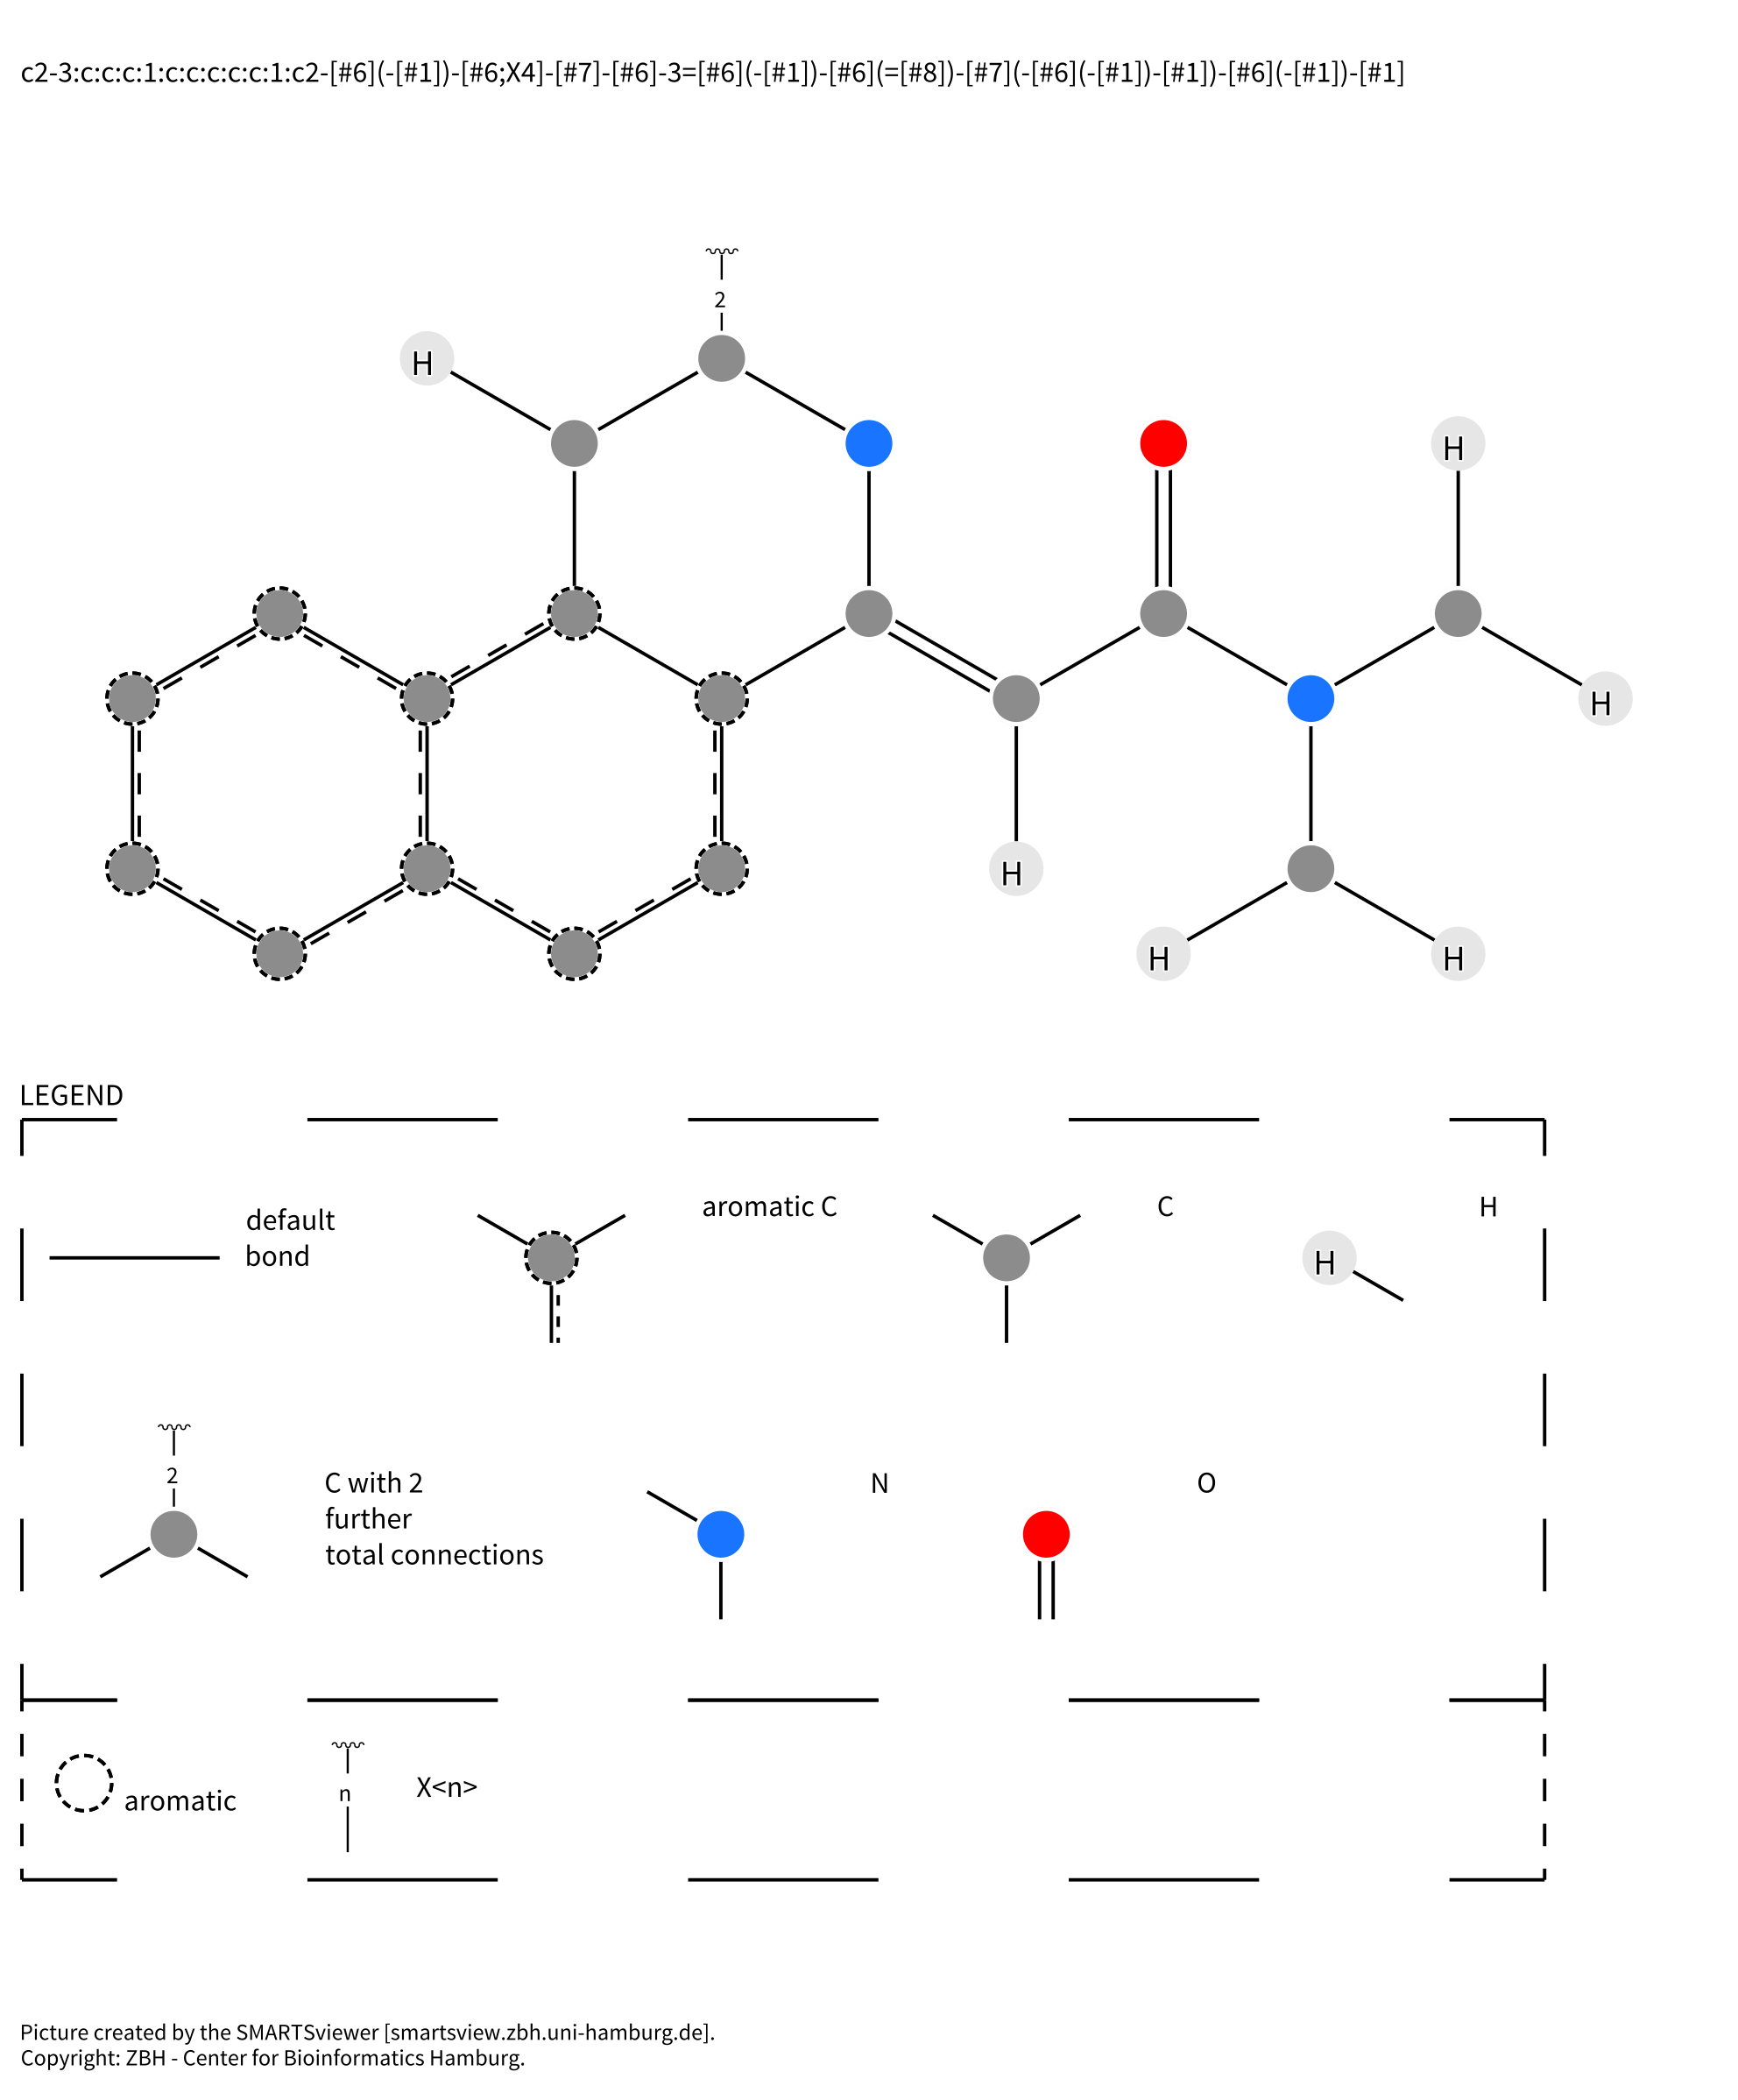 c2-3:c:c:c:1:c:c:c:c:c:1:c2-[#6](-[#1])-[#6;X4]-[#7]-[#6]-3=[#6](-[#1])-[#6](=[#8])-[#7](-[#6](-[#1])-[#1])-[#6](-[#1])-[#1]
2
H
H
H
H
H
H
LEGEND
default
bond
aromatic C
C
H
H
2
C with 2
further
total connections
N
O
aromatic
n
X<n>
Picture created by the SMARTSviewer [smartsview.zbh.uni-hamburg.de].
Copyright: ZBH - Center for Bioinformatics Hamburg.